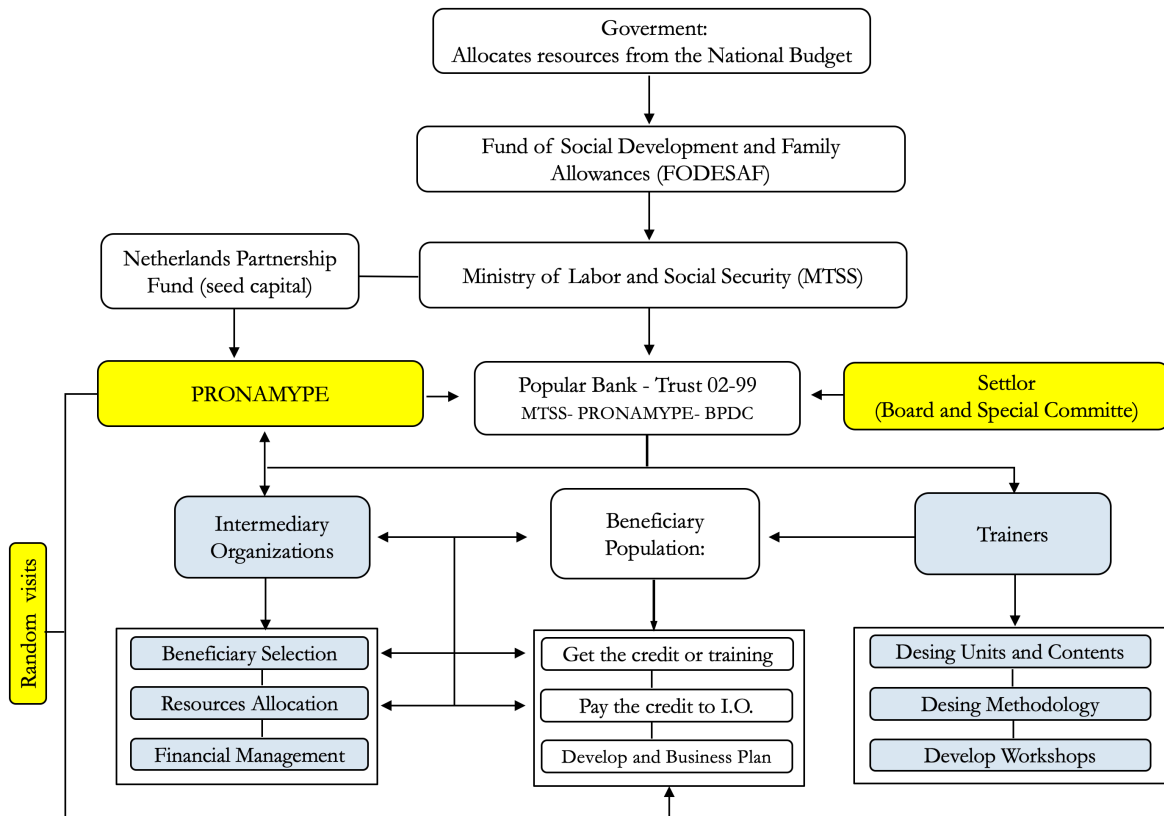 Goverment:
Allocates resources from the National Budget
Fund of Social Development and Family
Allowances (FODESAF)
Netherlands Partnership
Fund (seed capital)
Ministry of Labor and Social Security (MTSS)
PRONAMYPE
Popular Bank - Trust 02-99
MTSS- PRONAMYPE- BPDC
Settlor
(Board and Special Committe)
Intermediary
Organizations
Beneficiary
Population:
Trainers
Random visits
Beneficiary Selection
Resources Allocation
Financial Management
Get the credit or training
Pay the credit to I.O.
Develop and Business Plan
Desing Units and Contents
Desing Methodology
Develop Workshops